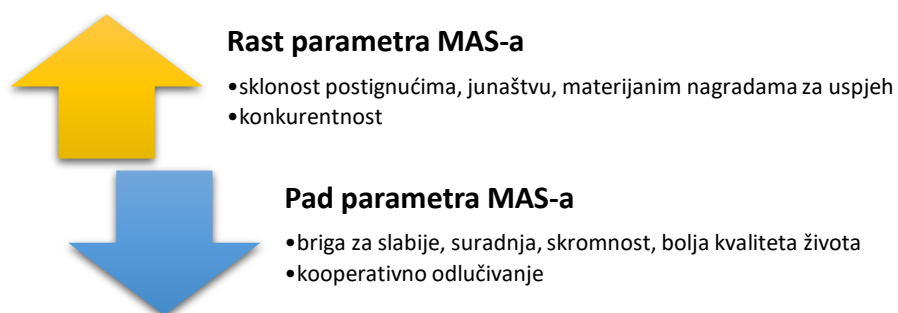 Rast parametra MAS-a
•sklonost postignućima, junaštvu, materijanim nagradama za uspjeh
•konkurentnost
Pad parametra MAS-a
•briga za slabije, suradnja, skromnost, bolja kvaliteta života
•kooperativno odlučivanje